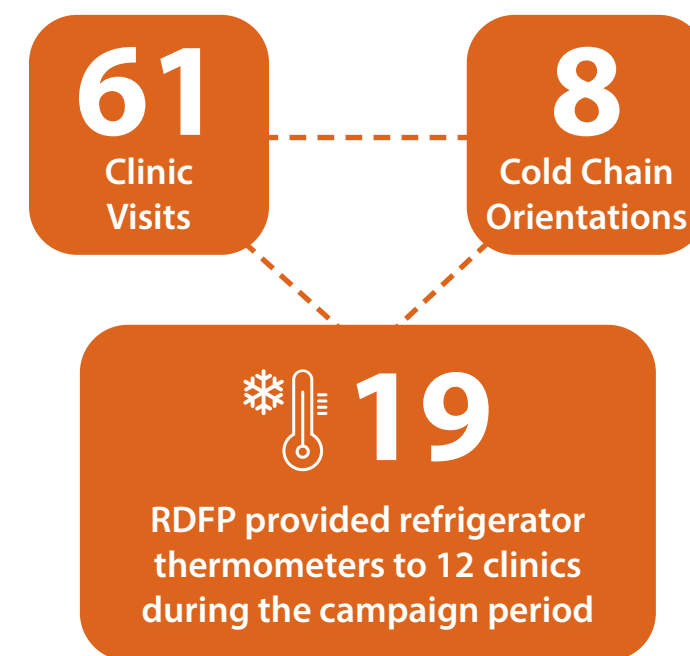 61
Clinic
Visits
8
Cold Chain
Orientations
19
RDFP provided refrigerator
thermometers to 12 clinics
during the campaign period